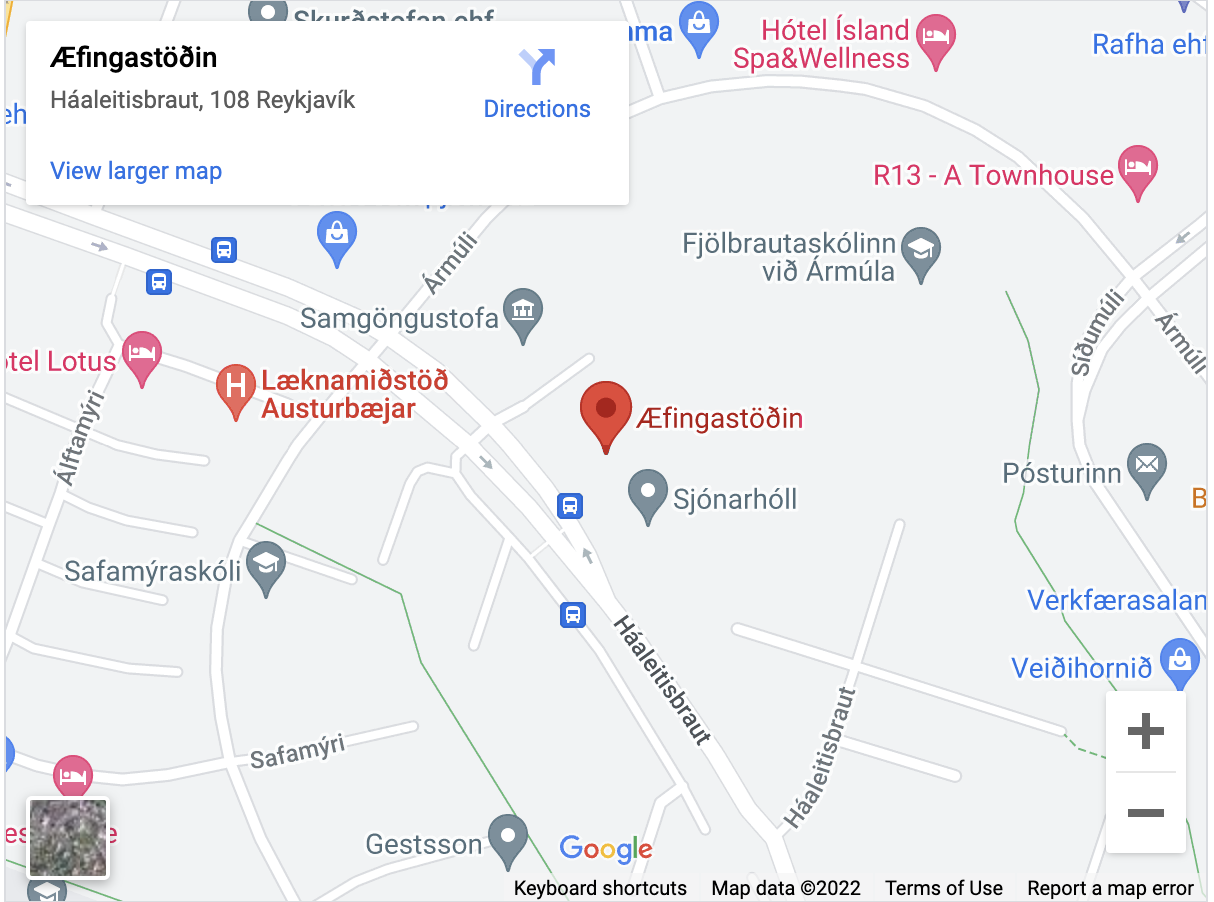 Skurðstofan ehf
Hótel Ísland
Spa&Wellness
Rafha ehf
Æfingastöðin
Háaleitisbraut, 108 Reykjavík
Directions
View larger map
R13 - A Townhouse
Fjölbrautaskólinn
við Ármúla
Ármúli
Samgöngustofa
Síðumúli
Ármúli
Lotus
H
Læknamiðstöð
Austurbæjar
Æfingastöðin
Álftamýri
Pósturinn
Sjónarhóll
Safamýraskóli
Verkfærasalan
Háaleitisbraut
Veiðihornið
Safamýri
Háaleitisbraut
Gestsson
Google
Keyboard shortcuts Map data ©2022 Terms of Use Report a map error